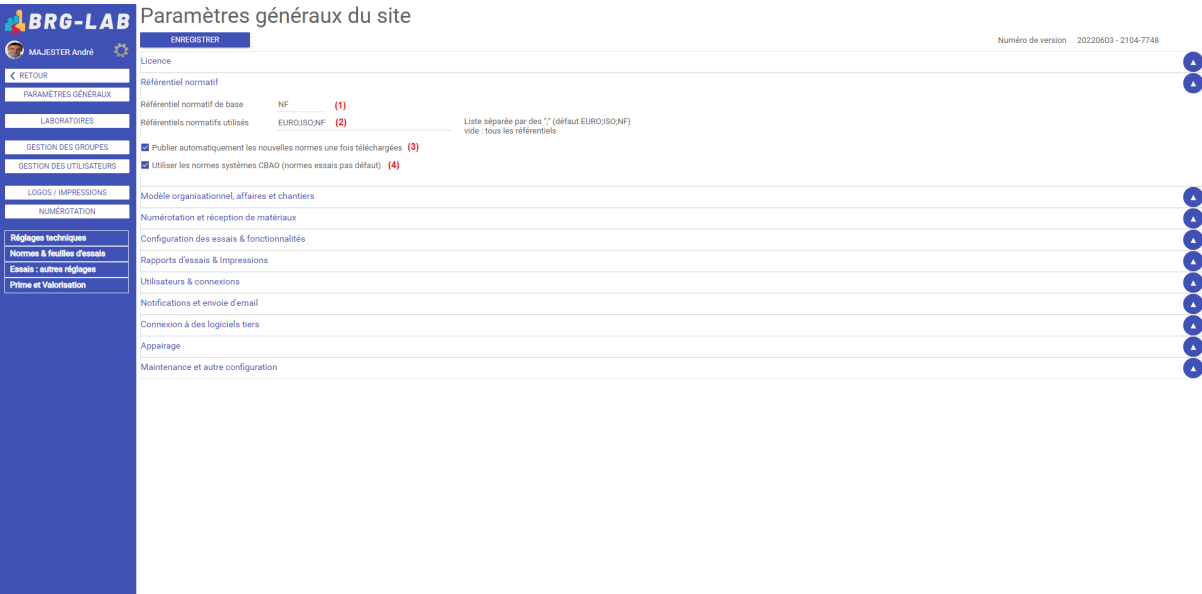 BRG-LAB
MAJESTER André
RETOUR
PARAMÈTRES GÉNÉRAUX
LABORATOIRES
GESTION DES GROUPES
GESTION DES UTILISATEURS
LOGOS / IMPRESSIONS
NUMÉROTATION
Réglages techniques
Normes & feuilles d'essais
Essais : autres réglages
Prime et Valorisation
Paramètres généraux du site
ENREGISTRER
Numéro de version 20220603 - 2104-7748
Licence
Référentiel normatif
Référentiel normatif de base NF (1)
Référentiels normatifs utilisés EURO;ISO;NF (2) Liste séparée par des ";" (défaut EURO;ISO;NF)
vide : tous les référentiels
Publier automatiquement les nouvelles normes une fois téléchargées (3)
Utiliser les normes systèmes CBAO (normes essais pas défaut) (4)
Modèle organisationnel, affaires et chantiers
Numérotation et réception de matériaux
Configuration des essais & fonctionnalités
Rapports d'essais & Impressions
Utilisateurs & connexions
Notifications et envoie d'email
Connexion à des logiciels tiers
Appairage
Maintenance et autre configuration